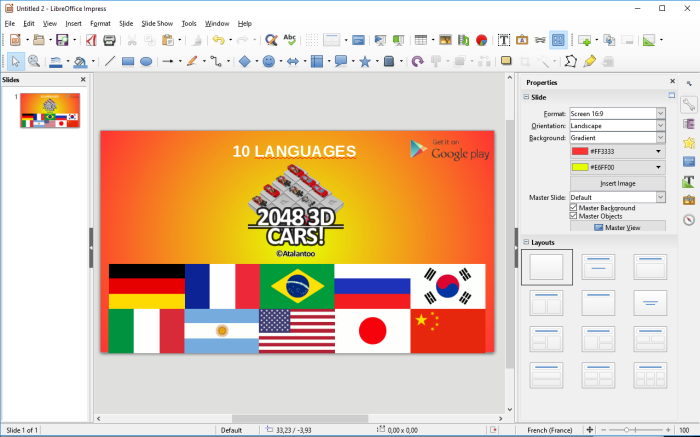 Untitled 2 - LibreOffice Impress
File Edit View Insert Format Slide Slide Show Tools Window Help
Slides
1
10 LANGUAGES
Get it on
Google play
2048 3D
CARS!
©Atalantoo
Properties
Slide
Format: Screen 16:9
Orientation: Landscape
Background: Gradient
#FF3333
#E6FF00
Insert Image
Master Slide: Default
Master Background
Master Objects
Master View
Layouts
Slide 1 of 1 Default 33,23 / -3,93 0,00 x 0,00 French (France) 100